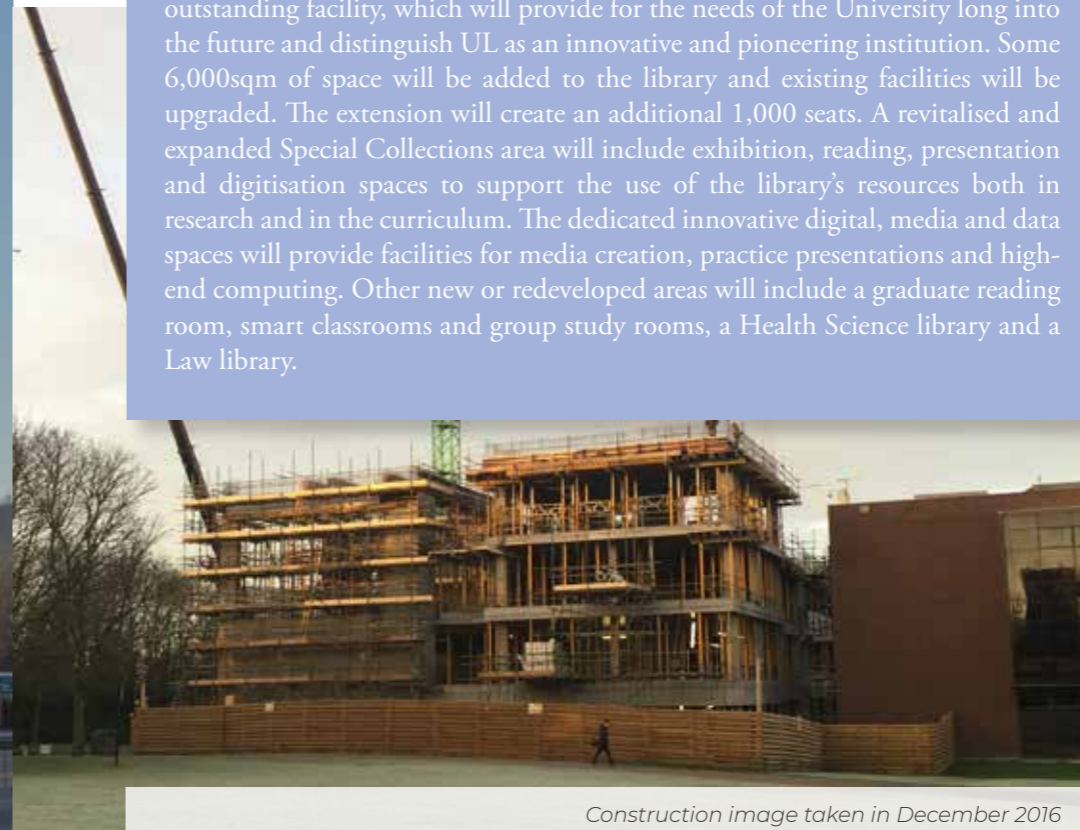 outstanding facility, which will provide for the needs of the University long into
the future and distinguish UL as an innovative and pioneering institution. Some
6,000sqm of space will be added to the library and existing facilities will be
upgraded. The extension will create an additional 1,000 seats. A revitalised and
expanded Special Collections area will include exhibition, reading, presentation
and digitisation spaces to support the use of the library’s resources both in
research and in the curriculum. The dedicated innovative digital, media and data
spaces will provide facilities for media creation, practice presentations and high-
end computing. Other new or redeveloped areas will include a graduate reading
room, smart classrooms and group study rooms, a Health Science library and a
Law library.
Construction image taken in December 2016